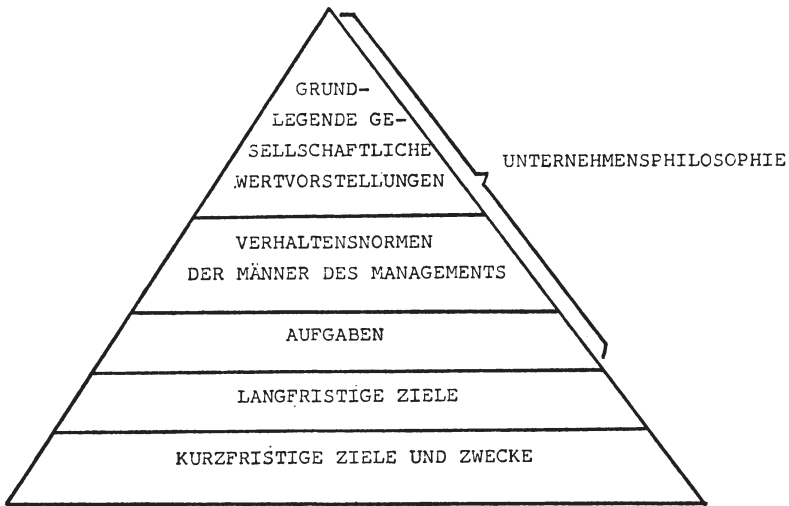 GRUND-
LEGENDE GE-
SELLSCHAFTLICHE
WERTVORSTELLUNGEN
UNTERNEHMENSPHILOSOPHIE
VERHALTENSNORMEN
DER MÄNNER DES MANAGEMENTS
AUFGABEN
LANGFRISTIGE ZIELE
KURZFRISTIGE ZIELE UND ZWECKE